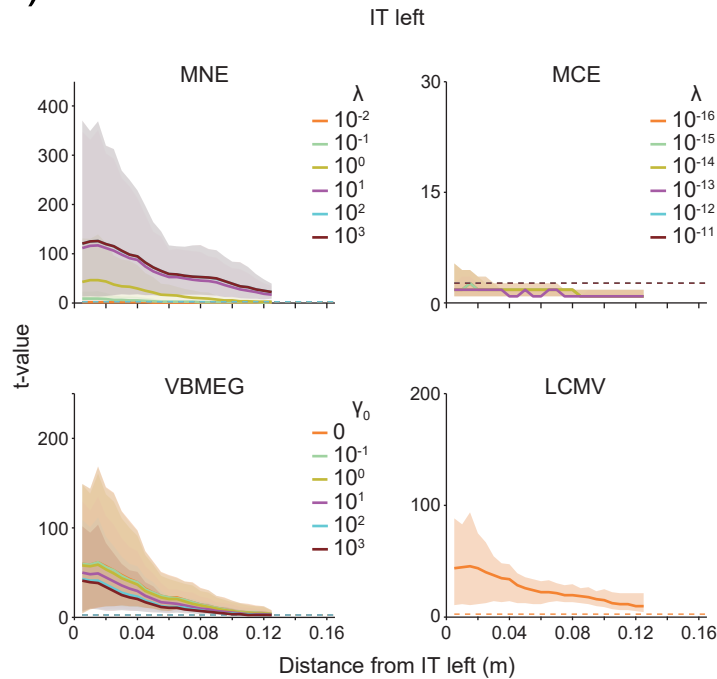 )
IT left
MNE
λ
10⁻²
10⁻¹
10⁰
10¹
10²
10³
400
300
200
100
0
MCE
λ
10⁻¹⁶
10⁻¹⁵
10⁻¹⁴
10⁻¹³
10⁻¹²
10⁻¹¹
30
15
0
t-value
VBMEG
γ₀
0
10⁻¹
10⁰
10¹
10²
10³
200
100
0
0 0.04 0.08 0.12 0.16
LCMV
200
100
0
0 0.04 0.08 0.12 0.16
Distance from IT left (m)